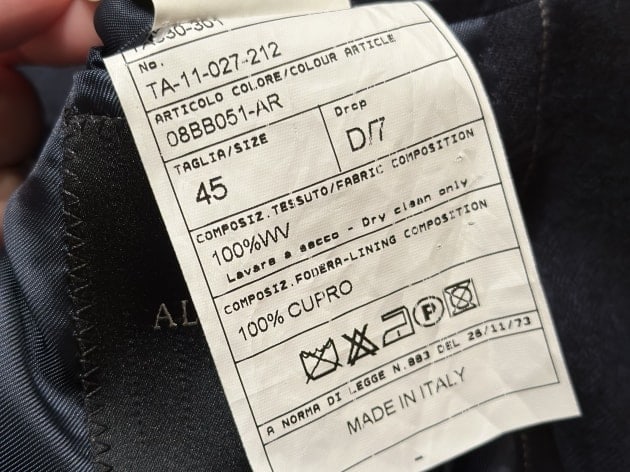 No.
TA-11-027-212
ARTICOLO COLORE/COLOUR ARTICLE
08BB051-AR
TAGLIA/SIZE
Drop
45
D/7
COMPOSIZ.TESSUTO/FABRIC COMPOSITION
100%WV
Lavare a secco - Dry clean only
COMPOSIZ.FODERA-LINING COMPOSITION
100% CUPRO
P
A NORMA DI LEGGE N.883 DEL 26/11/73
MADE IN ITALY
AL